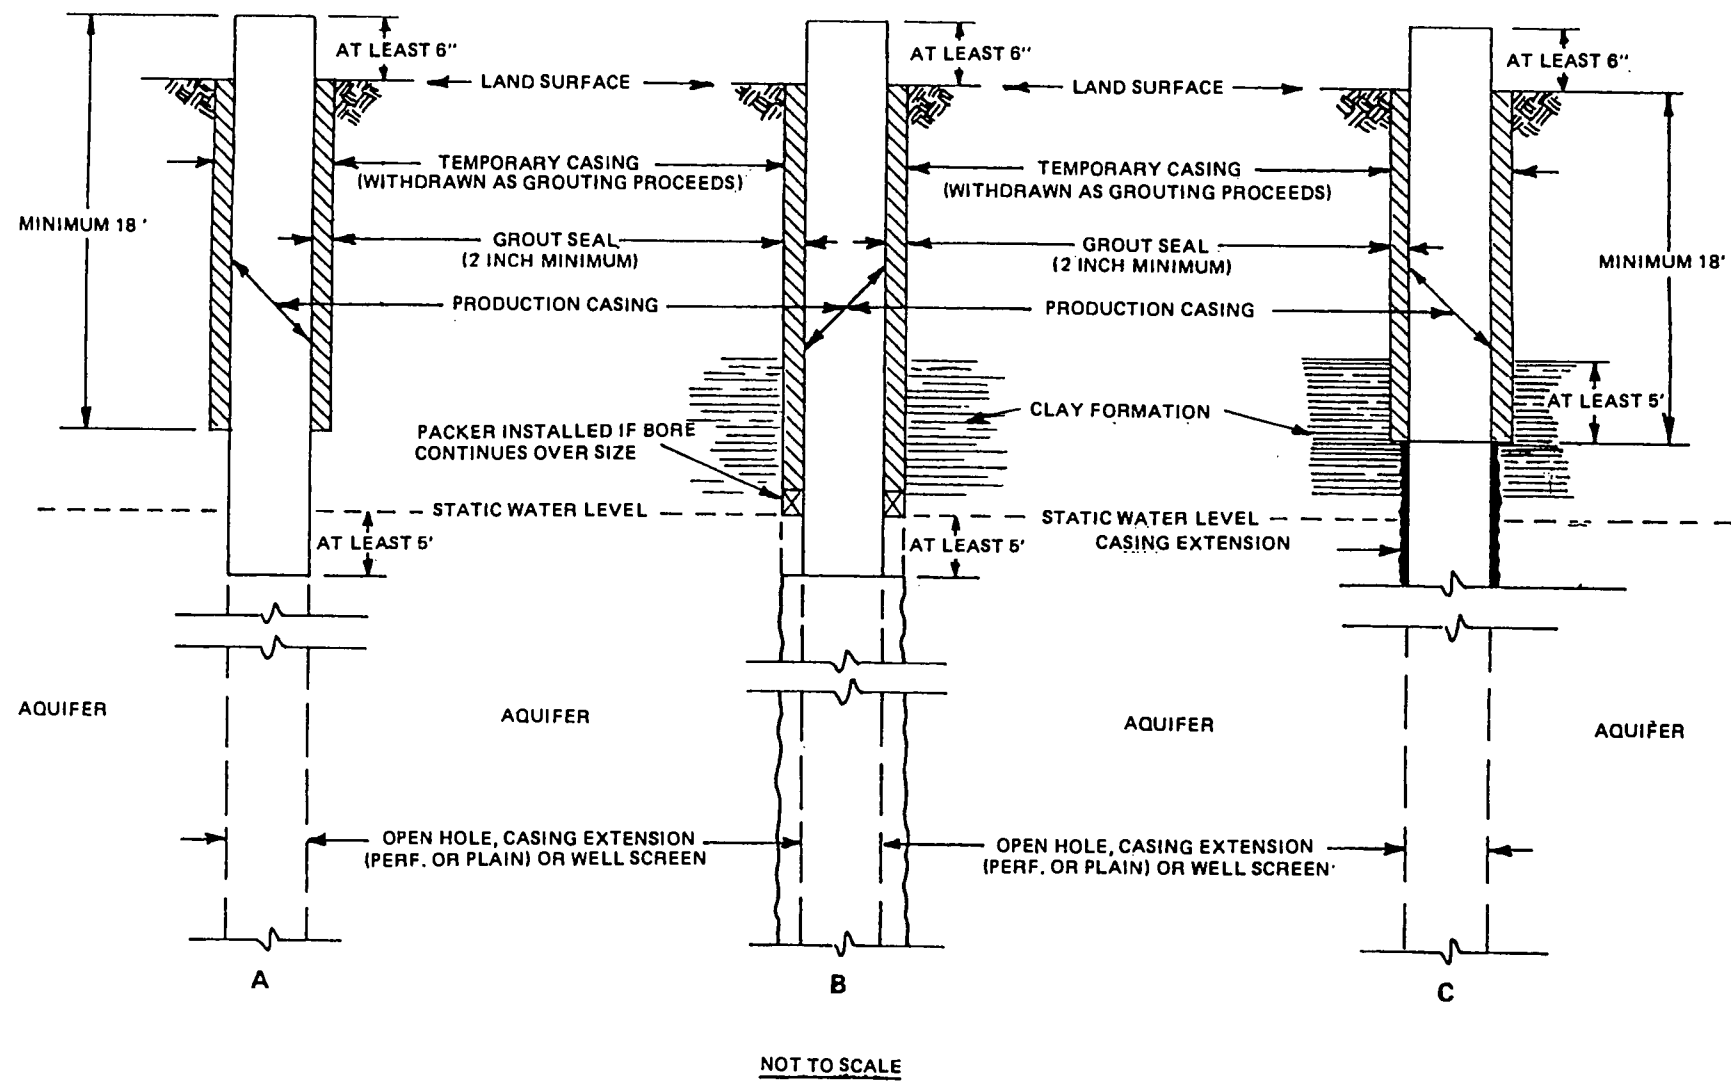 AT LEAST 6"
AT LEAST 6"
AT LEAST 6"
LAND SURFACE
LAND SURFACE
TEMPORARY CASING
(WITHDRAWN AS GROUTING PROCEEDS)
TEMPORARY CASING
(WITHDRAWN AS GROUTING PROCEEDS)
MINIMUM 18'
GROUT SEAL
(2 INCH MINIMUM)
GROUT SEAL
(2 INCH MINIMUM)
MINIMUM 18'
PRODUCTION CASING
PRODUCTION CASING
AT LEAST 5'
CLAY FORMATION
PACKER INSTALLED IF BORE
CONTINUES OVER SIZE
STATIC WATER LEVEL
STATIC WATER LEVEL
AT LEAST 5'
AT LEAST 5'
CASING EXTENSION
AQUIFER
AQUIFER
AQUIFER
AQUIFER
OPEN HOLE, CASING EXTENSION
(PERF. OR PLAIN) OR WELL SCREEN
OPEN HOLE, CASING EXTENSION
(PERF. OR PLAIN) OR WELL SCREEN
A
B
C
NOT TO SCALE